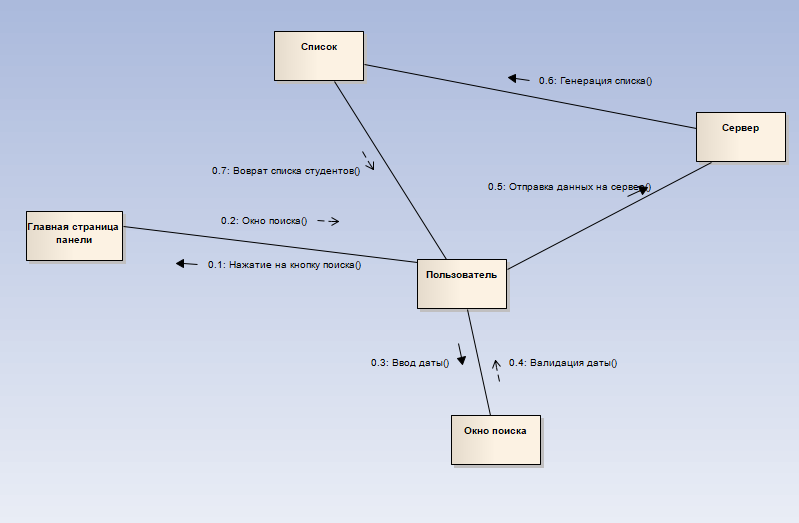 Список
0.6: Генерация списка()
Сервер
0.7: Воврат списка студентов()
0.5: Отправка данных на сервер()
0.2: Окно поиска()
Главная страница
панели
0.1: Нажатие на кнопку поиска()
Пользователь
0.3: Ввод даты()
0.4: Валидация даты()
Окно поиска